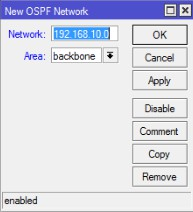 New OSPF Network
Network: 192.168.10.0 OK
Area: backbone Cancel
Apply
Disable
Comment
Copy
Remove
enabled